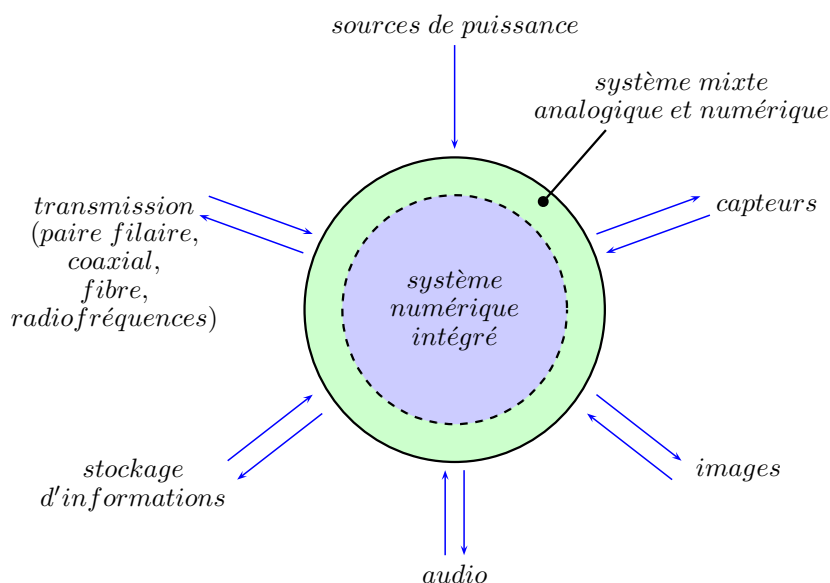 sources de puissance
système mixte
analogique et numérique
transmission
(paire filaire,
coaxial,
fibre,
radiofréquences)
capteurs
système
numérique
intégré
stockage
d'informations
images
audio